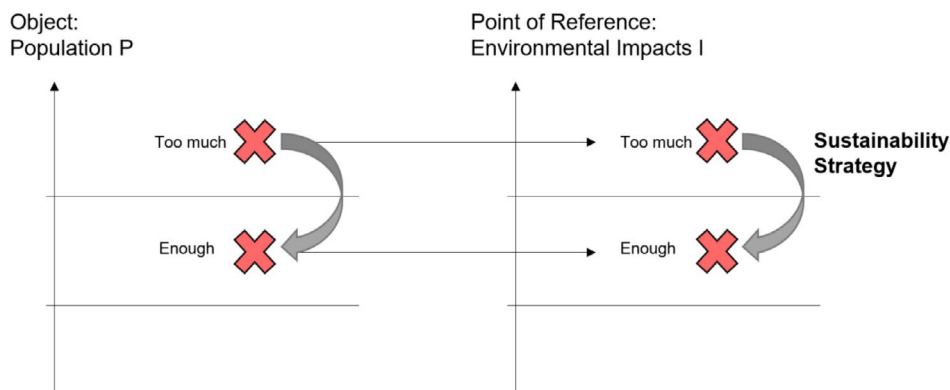 Object:
Population P
Point of Reference:
Environmental Impacts I
Too much
Too much
Sustainability
Strategy
Enough
Enough